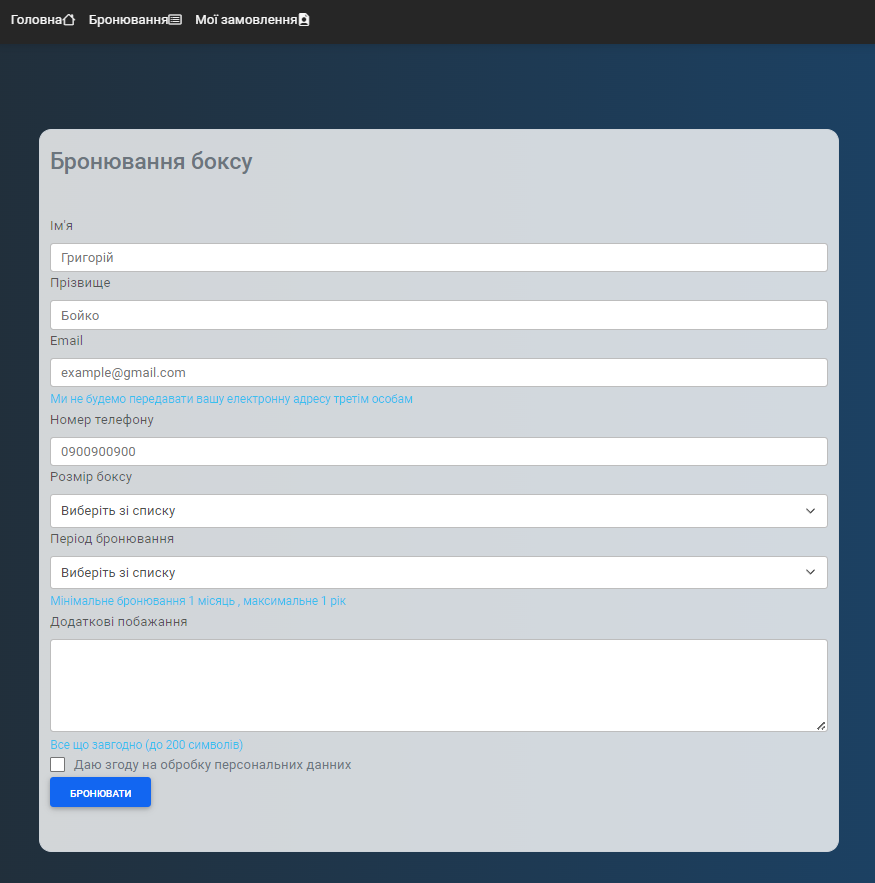 Головна Бронювання Мої замовлення
Бронювання боксу
Ім'я
Григорій
Прізвище
Бойко
Email
example@gmail.com
Ми не будемо передавати вашу електронну адресу третім особам
Номер телефону
0900900900
Розмір боксу
Виберіть зі списку
Період бронювання
Виберіть зі списку
Мінімальне бронювання 1 місяць , максимальне 1 рік
Додаткові побажання
Все що завгодно (до 200 символів)
Даю згоду на обробку персональних данних
БРОНЮВАТИ